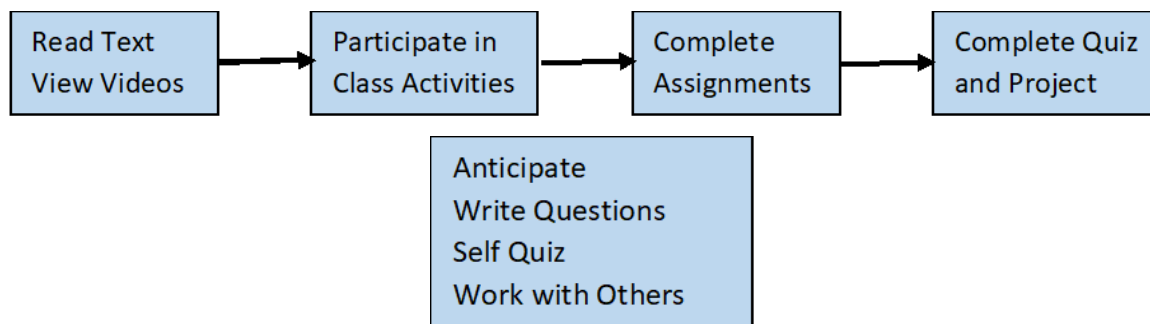 Read Text
View Videos
Participate in
Class Activities
Complete
Assignments
Complete Quiz
and Project
Anticipate
Write Questions
Self Quiz
Work with Others